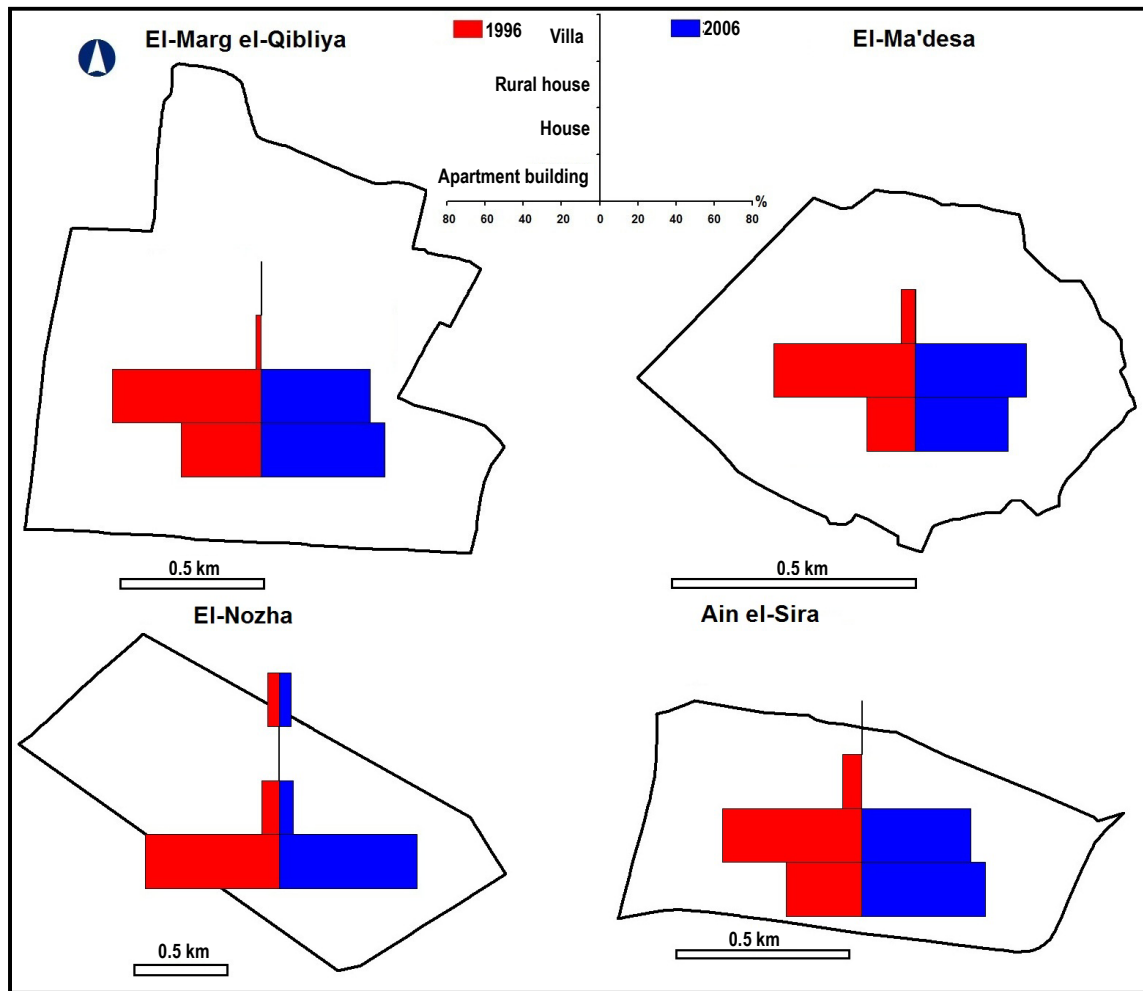 El-Marg el-Qibliya
1996
Villa
2006
El-Ma'desa
Rural house
House
Apartment building
%
80 60 40 20 0 20 40 60 80
0.5 km
0.5 km
El-Nozha
Ain el-Sira
0.5 km
0.5 km